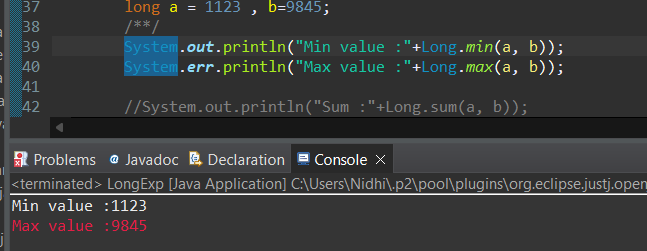 37 long a = 1123 , b=9845;
38 /**/
39 System.out.println("Min value :"+Long.min(a, b));
40 System.err.println("Max value :"+Long.max(a, b));
41
42 //System.out.println("Sum :"+Long.sum(a, b));
Problems @ Javadoc Declaration Console
<terminated> LongExp [Java Application] C:\Users\Nidhi\.p2\pool\plugins\org.eclipse.justj.open
Min value :1123
Max value :9845